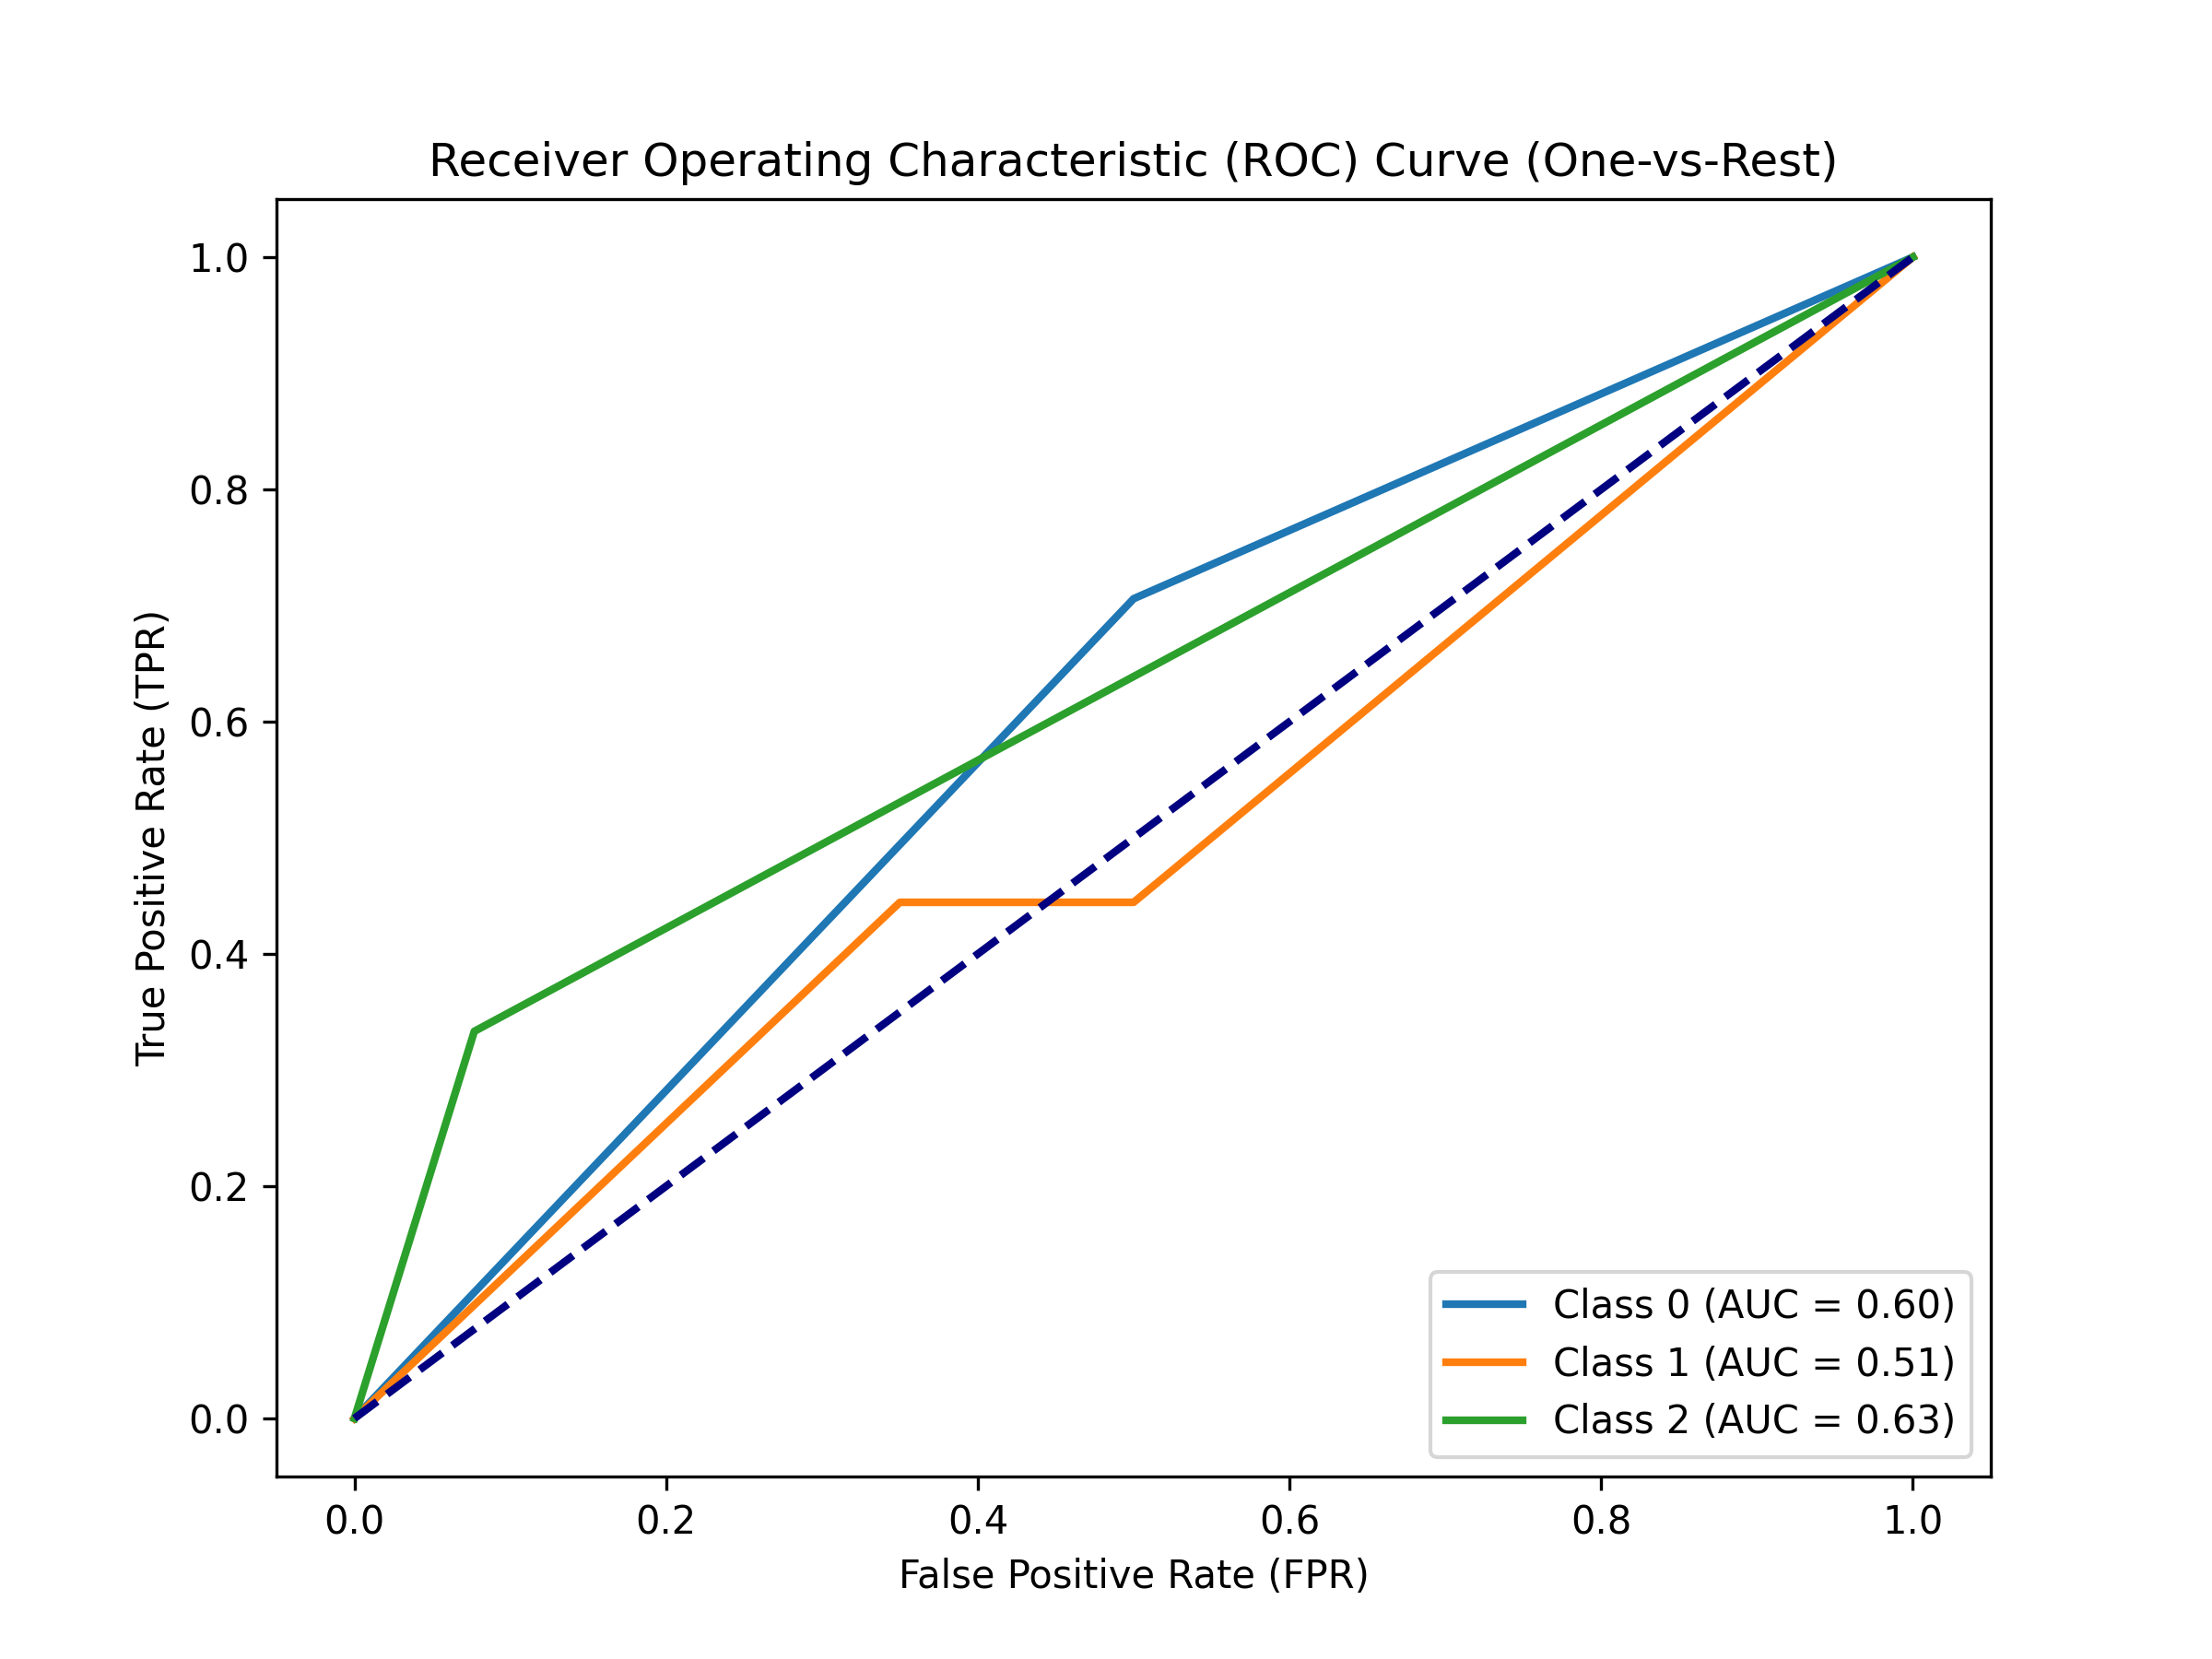 Receiver Operating Characteristic (ROC) Curve (One-vs-Rest)
True Positive Rate (TPR)
1.0
0.8
0.6
0.4
0.2
0.0
Class 0 (AUC = 0.60)
Class 1 (AUC = 0.51)
Class 2 (AUC = 0.63)
0.0 0.2 0.4 0.6 0.8 1.0
False Positive Rate (FPR)